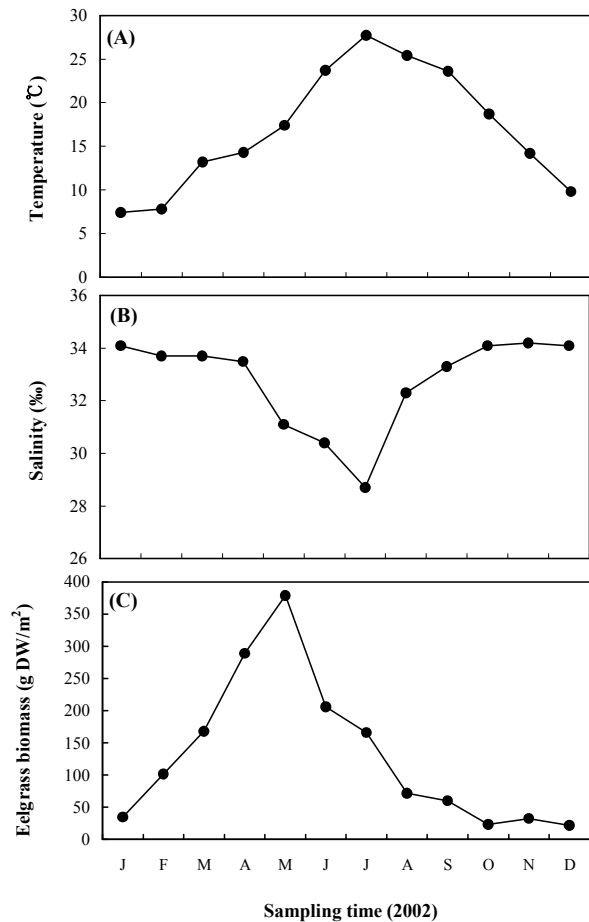 (A)
Temperature (℃)
30
25
20
15
10
5
0
(B)
Salinity (‰)
36
34
32
30
28
26
(C)
Eelgrass biomass (g DW/m²)
400
350
300
250
200
150
100
50
0
J F M A M J J A S O N D
Sampling time (2002)